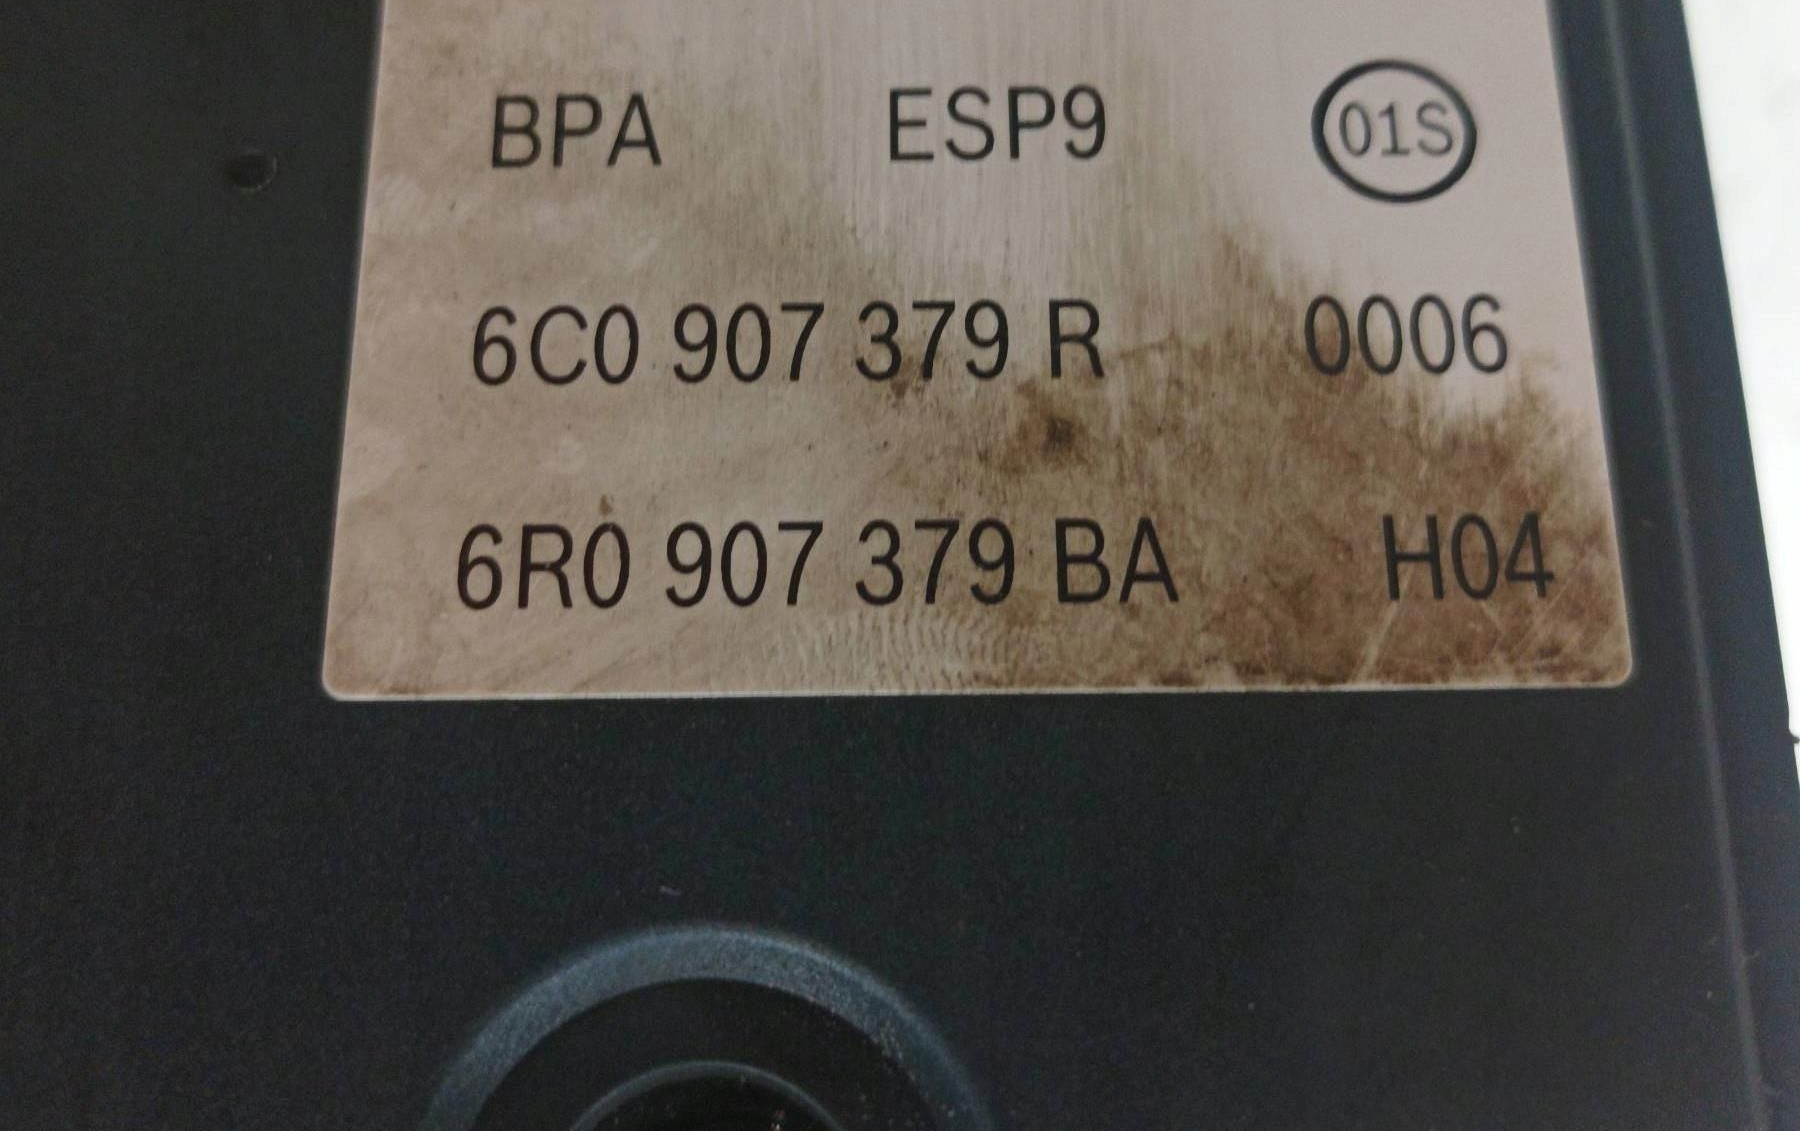 BPA ESP9 01S
6C0 907 379 R 0006
6R0 907 379 BA H04